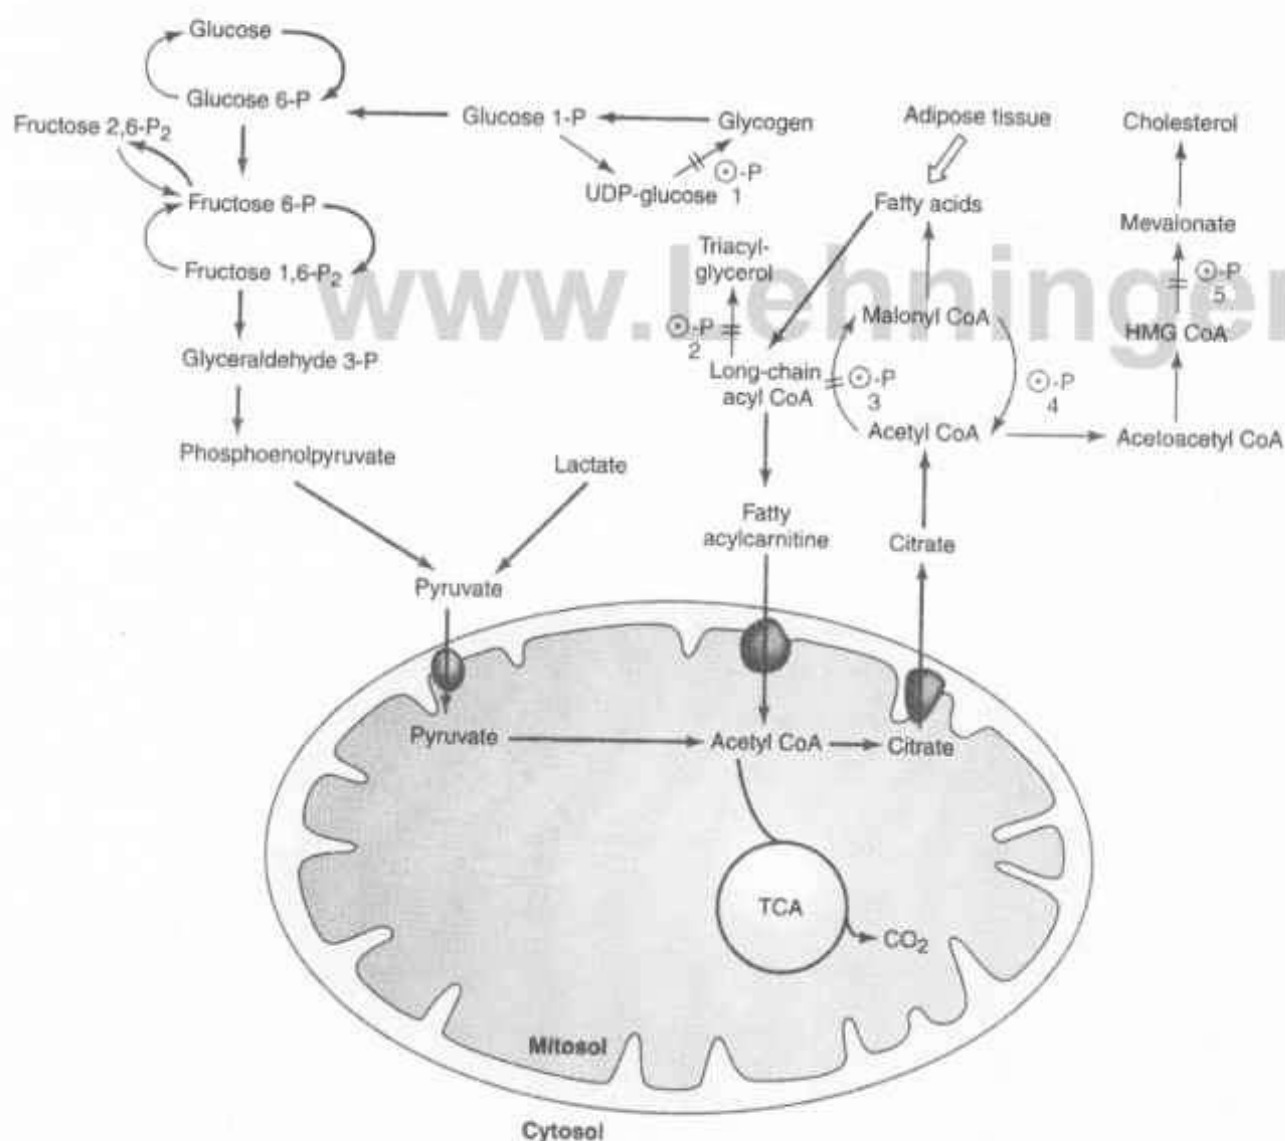 Glucose
Glucose 6-P
Fructose 2,6-P₂
Glucose 1-P
Glycogen
Adipose tissue
Cholesterol
UDP-glucose
⊙-P
1
Fructose 6-P
Fatty acids
Mevalonate
Triacyl-
glycerol
Fructose 1,6-P₂
www.Lehninger
⊙-P
5
Malonyl CoA
⊙-P
2
HMG CoA
Glyceraldehyde 3-P
Long-chain
acyl CoA
⊙-P
3
⊙-P
4
Acetyl CoA
Acetoacetyl CoA
Phosphoenolpyruvate
Lactate
Fatty
acylcarnitine
Citrate
Pyruvate
Pyruvate
Acetyl CoA
Citrate
TCA
CO₂
Mitosol
Cytosol